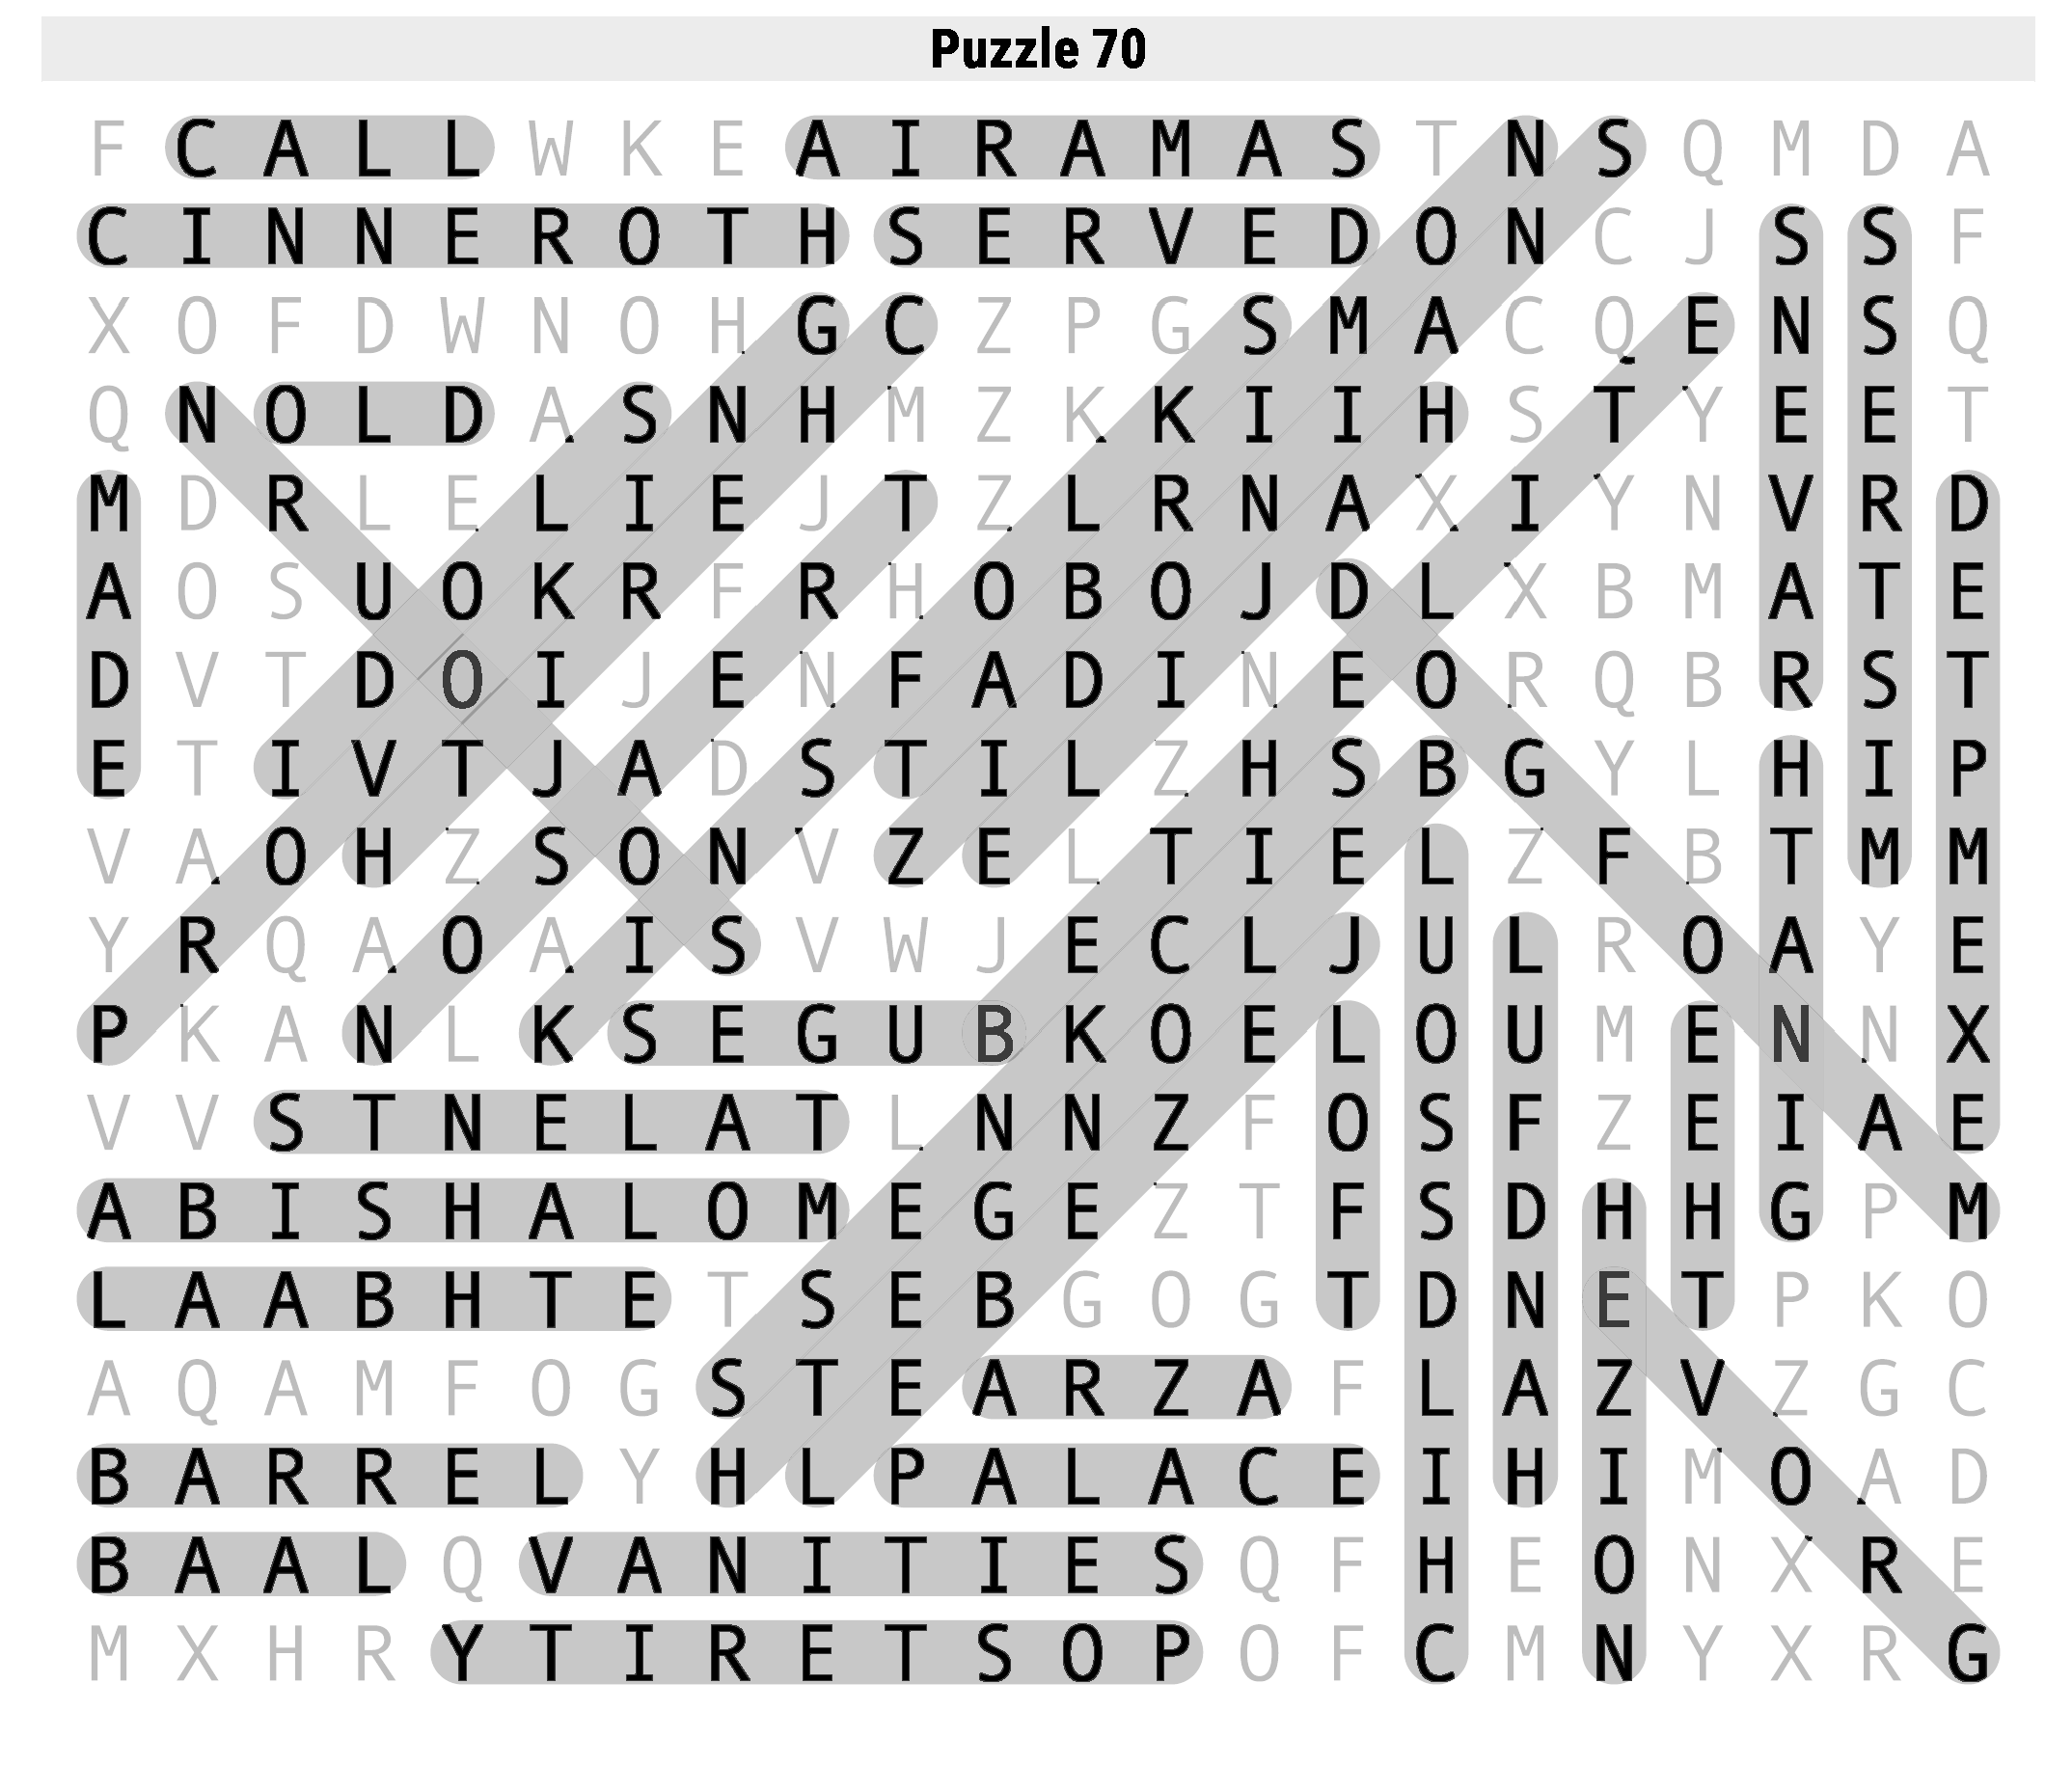 Puzzle 70
F C A L L W K E A I R A M A S T N S Q M D A
C I N N E R O T H S E R V E D O N C J S S F
X O F D W N O H G C Z P G S M A C Q E N S Q
Q N O L D A S N H M Z K K I I H S T Y E E T
M D R L E L I E J T Z L R N A X I Y N V R D
A O S U O K R F R H O B O J D L X B M A T E
D V T D O I J E N F A D I N E O R Q B R S T
E T I V T J A D S T I L Z H S B G Y L H I P
V A O H Z S O N V Z E L T I E L Z F B T M M
Y R Q A O A I S V W J E C L J U L R O A Y E
P K A N L K S E G U B K O E L O U M E N N X
V V S T N E L A T L N N Z F O S F Z E I A E
A B I S H A L O M E G E Z T F S D H H G P M
L A A B H T E T S E B G O G T D N E T P K O
A Q A M F O G S T E A R Z A F L A Z V Z G C
B A R R E L Y H L P A L A C E I H I M O A D
B A A L Q V A N I T I E S Q F H E O N X R E
M X H R Y T I R E T S O P O F C M N Y X R G